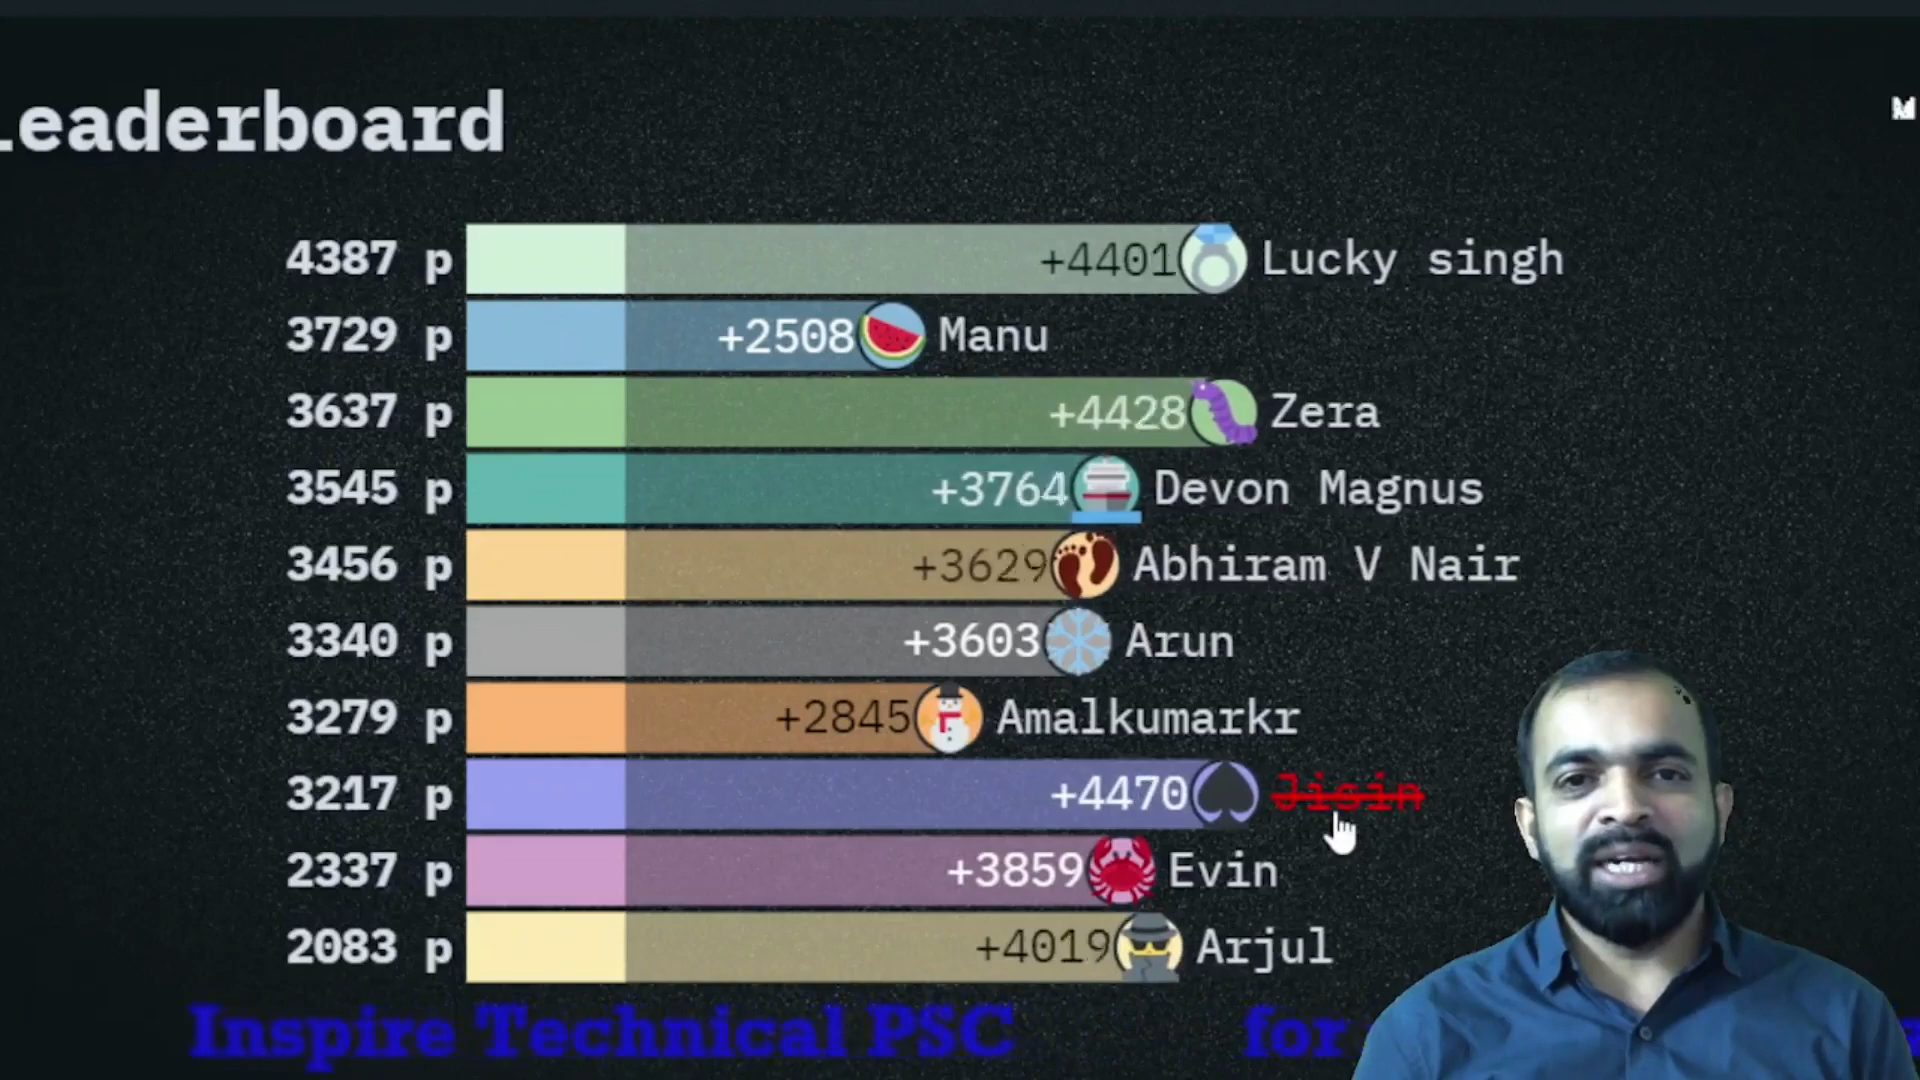 Leaderboard
4387 p +4401 Lucky singh
3729 p +2508 Manu
3637 p +4428 Zera
3545 p +3764 Devon Magnus
3456 p +3629 Abhiram V Nair
3340 p +3603 Arun
3279 p +2845 Amalkumarkr
3217 p +4470 Jisin
2337 p +3859 Evin
2083 p +4019 Arjul
Inspire Technical PSC for